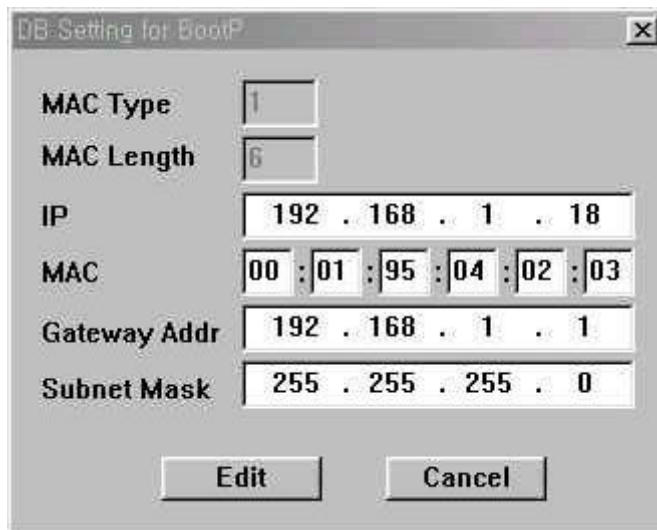 DB Setting for BootP
MAC Type 1
MAC Length 6
IP 192 . 168 . 1 . 18
MAC 00 : 01 : 95 : 04 : 02 : 03
Gateway Addr 192 . 168 . 1 . 1
Subnet Mask 255 . 255 . 255 . 0
Edit Cancel